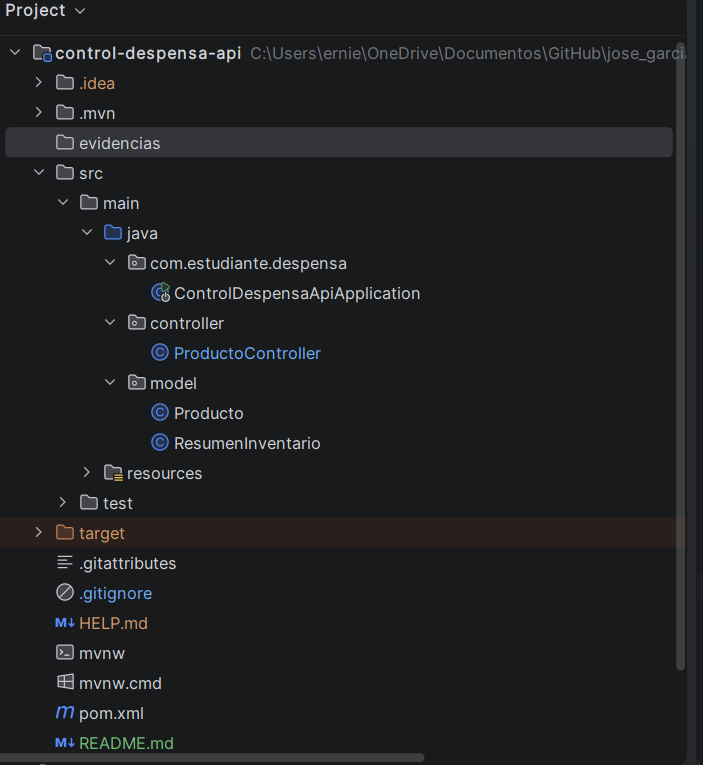 Project
control-despensa-api C:\Users\ernie\OneDrive\Documentos\GitHub\jose_garci
.idea
.mvn
evidencias
src
main
java
com.estudiante.despensa
ControlDespensaApiApplication
controller
ProductoController
model
Producto
ResumenInventario
resources
test
target
.gitattributes
.gitignore
HELP.md
mvnw
mvnw.cmd
pom.xml
README.md